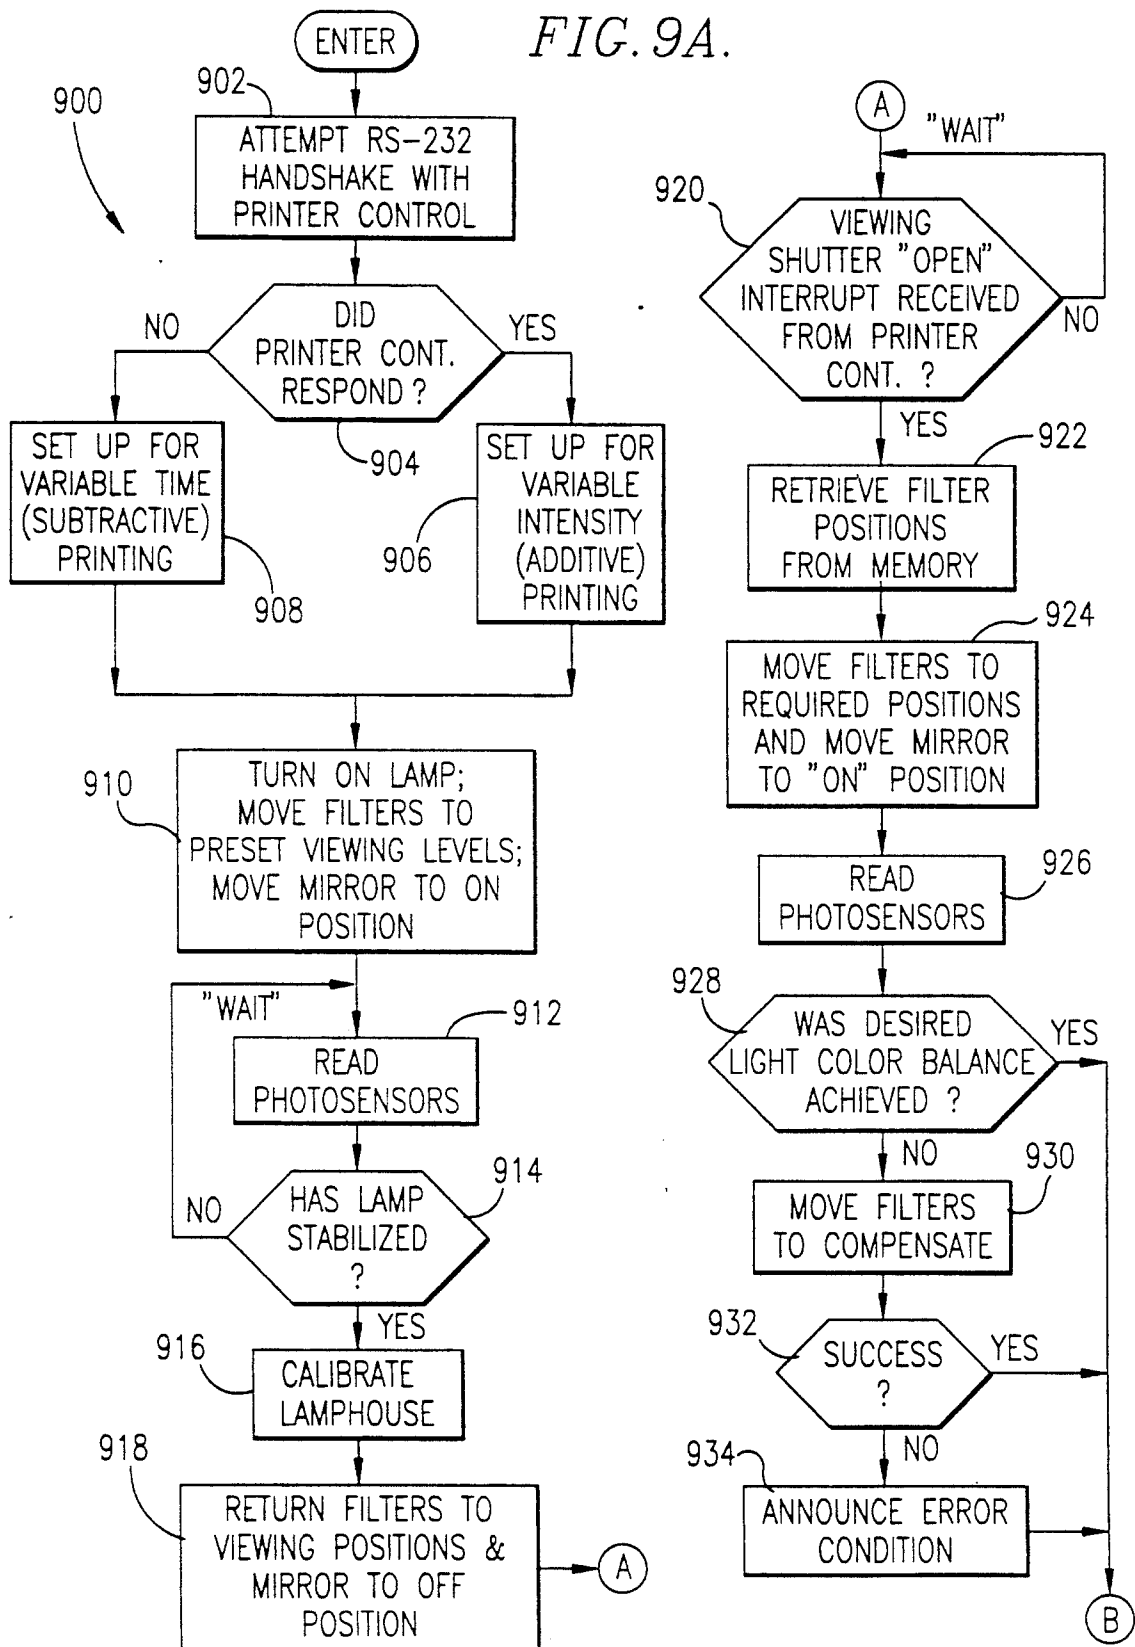 FIG. 9A.
ENTER
900
902
ATTEMPT RS-232
HANDSHAKE WITH
PRINTER CONTROL
NO
DID
PRINTER CONT.
RESPOND ?
YES
904
SET UP FOR
VARIABLE TIME
(SUBTRACTIVE)
PRINTING
908
SET UP FOR
VARIABLE
INTENSITY
(ADDITIVE)
PRINTING
906
910
TURN ON LAMP;
MOVE FILTERS TO
PRESET VIEWING LEVELS;
MOVE MIRROR TO ON
POSITION
"WAIT"
912
READ
PHOTOSENSORS
914
NO
HAS LAMP
STABILIZED
?
YES
916
CALIBRATE
LAMPHOUSE
918
RETURN FILTERS TO
VIEWING POSITIONS &
MIRROR TO OFF
POSITION
A
A
"WAIT"
920
VIEWING
SHUTTER "OPEN"
INTERRUPT RECEIVED
FROM PRINTER
CONT. ?
NO
YES
922
RETRIEVE FILTER
POSITIONS
FROM MEMORY
924
MOVE FILTERS TO
REQUIRED POSITIONS
AND MOVE MIRROR
TO "ON" POSITION
926
READ
PHOTOSENSORS
928
WAS DESIRED
LIGHT COLOR BALANCE
ACHIEVED ?
YES
NO
930
MOVE FILTERS
TO COMPENSATE
932
SUCCESS
?
YES
NO
934
ANNOUNCE ERROR
CONDITION
B